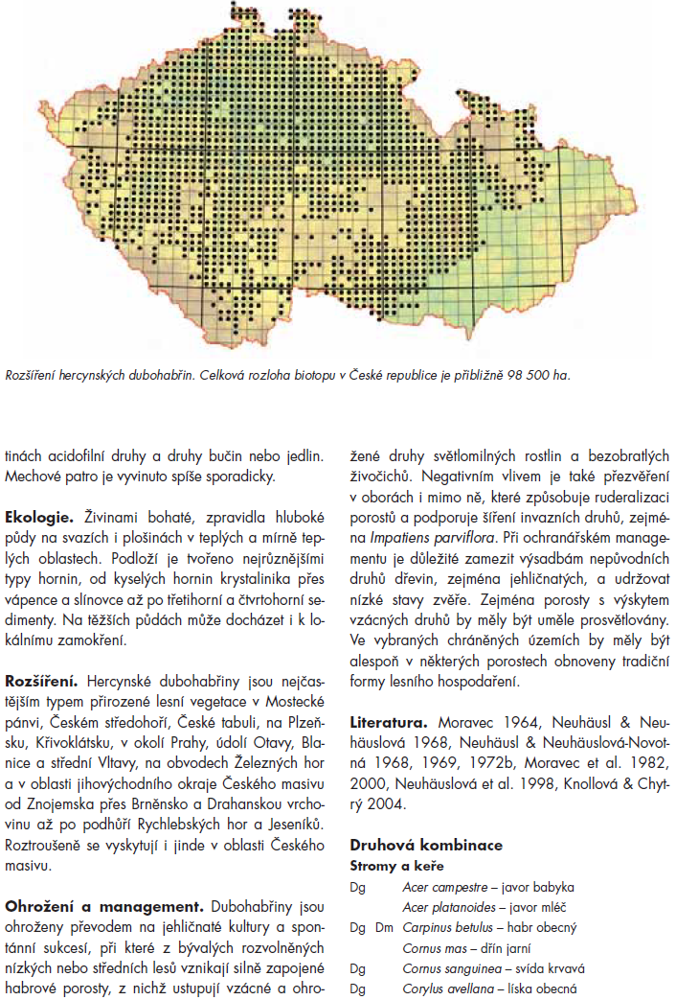 Rozšíření hercynských dubohabřin. Celková rozloha biotopu v České republice je přibližně 98 500 ha.
tinách acidofilní druhy a druhy bučin nebo jedlin.
Mechové patro je vyvinuto spíše sporadicky.
Ekologie. Živinami bohaté, zpravidla hluboké
půdy na svazích i plošinách v teplých a mírně tep-
lých oblastech. Podloží je tvořeno nejrůznějšími
typy hornin, od kyselých hornin krystalinika přes
vápence a slínovce až po třetihorní a čtvrtohorní se-
dimenty. Na těžších půdách může docházet i k lo-
kálnímu zamokření.
Rozšíření. Hercynské dubohabřiny jsou nejčas-
tějším typem přirozené lesní vegetace v Mostecké
pánvi, Českém středohoří, České tabuli, na Plzeň-
sku, Křivoklátsku, v okolí Prahy, údolí Otavy, Bla-
nice a střední Vltavy, na obvodech Železných hor
a v oblasti jihovýchodního okraje Českého masivu
od Znojemska přes Brněnsko a Drahanskou vrcho-
vinu až po podhůří Rychlebských hor a Jeseníků.
Roztroušeně se vyskytují i jinde v oblasti Českého
masivu.
Ohrožení a management. Dubohabřiny jsou
ohroženy převodem na jehličnaté kultury a spon-
tánní sukcesí, při které z bývalých rozvolněných
nízkých nebo středních lesů vznikají silně zapojené
habrové porosty, z nichž ustupují vzácné a ohro-
žené druhy světlomilných rostlin a bezobratlých
živočichů. Negativním vlivem je také přezvěření
v oborách i mimo ně, které způsobuje ruderalizaci
porostů a podporuje šíření invazních druhů, zejmé-
na Impatiens parviflora. Při ochranářském manage-
mentu je důležité zamezit výsadbám nepůvodních
druhů dřevin, zejména jehličnatých, a udržovat
nízké stavy zvěře. Zejména porosty s výskytem
vzácných druhů by měly být uměle prosvětlovány.
Ve vybraných chráněných územích by měly být
alespoň v některých porostech obnoveny tradiční
formy lesního hospodaření.
Literatura. Moravec 1964, Neuhäusl & Neu-
häuslová 1968, Neuhäusl & Neuhäuslová-Novot-
ná 1968, 1969, 1972b, Moravec et al. 1982,
2000, Neuhäuslová et al. 1998, Knollová & Chyt-
rý 2004.
Druhová kombinace
Stromy a keře
Dg Acer campestre – javor babyka
Acer platanoides – javor mléč
Dg Dm Carpinus betulus – habr obecný
Cornus mas – dřín jarní
Dg Cornus sanguinea – svída krvavá
Dg Corylus avellana – líska obecná